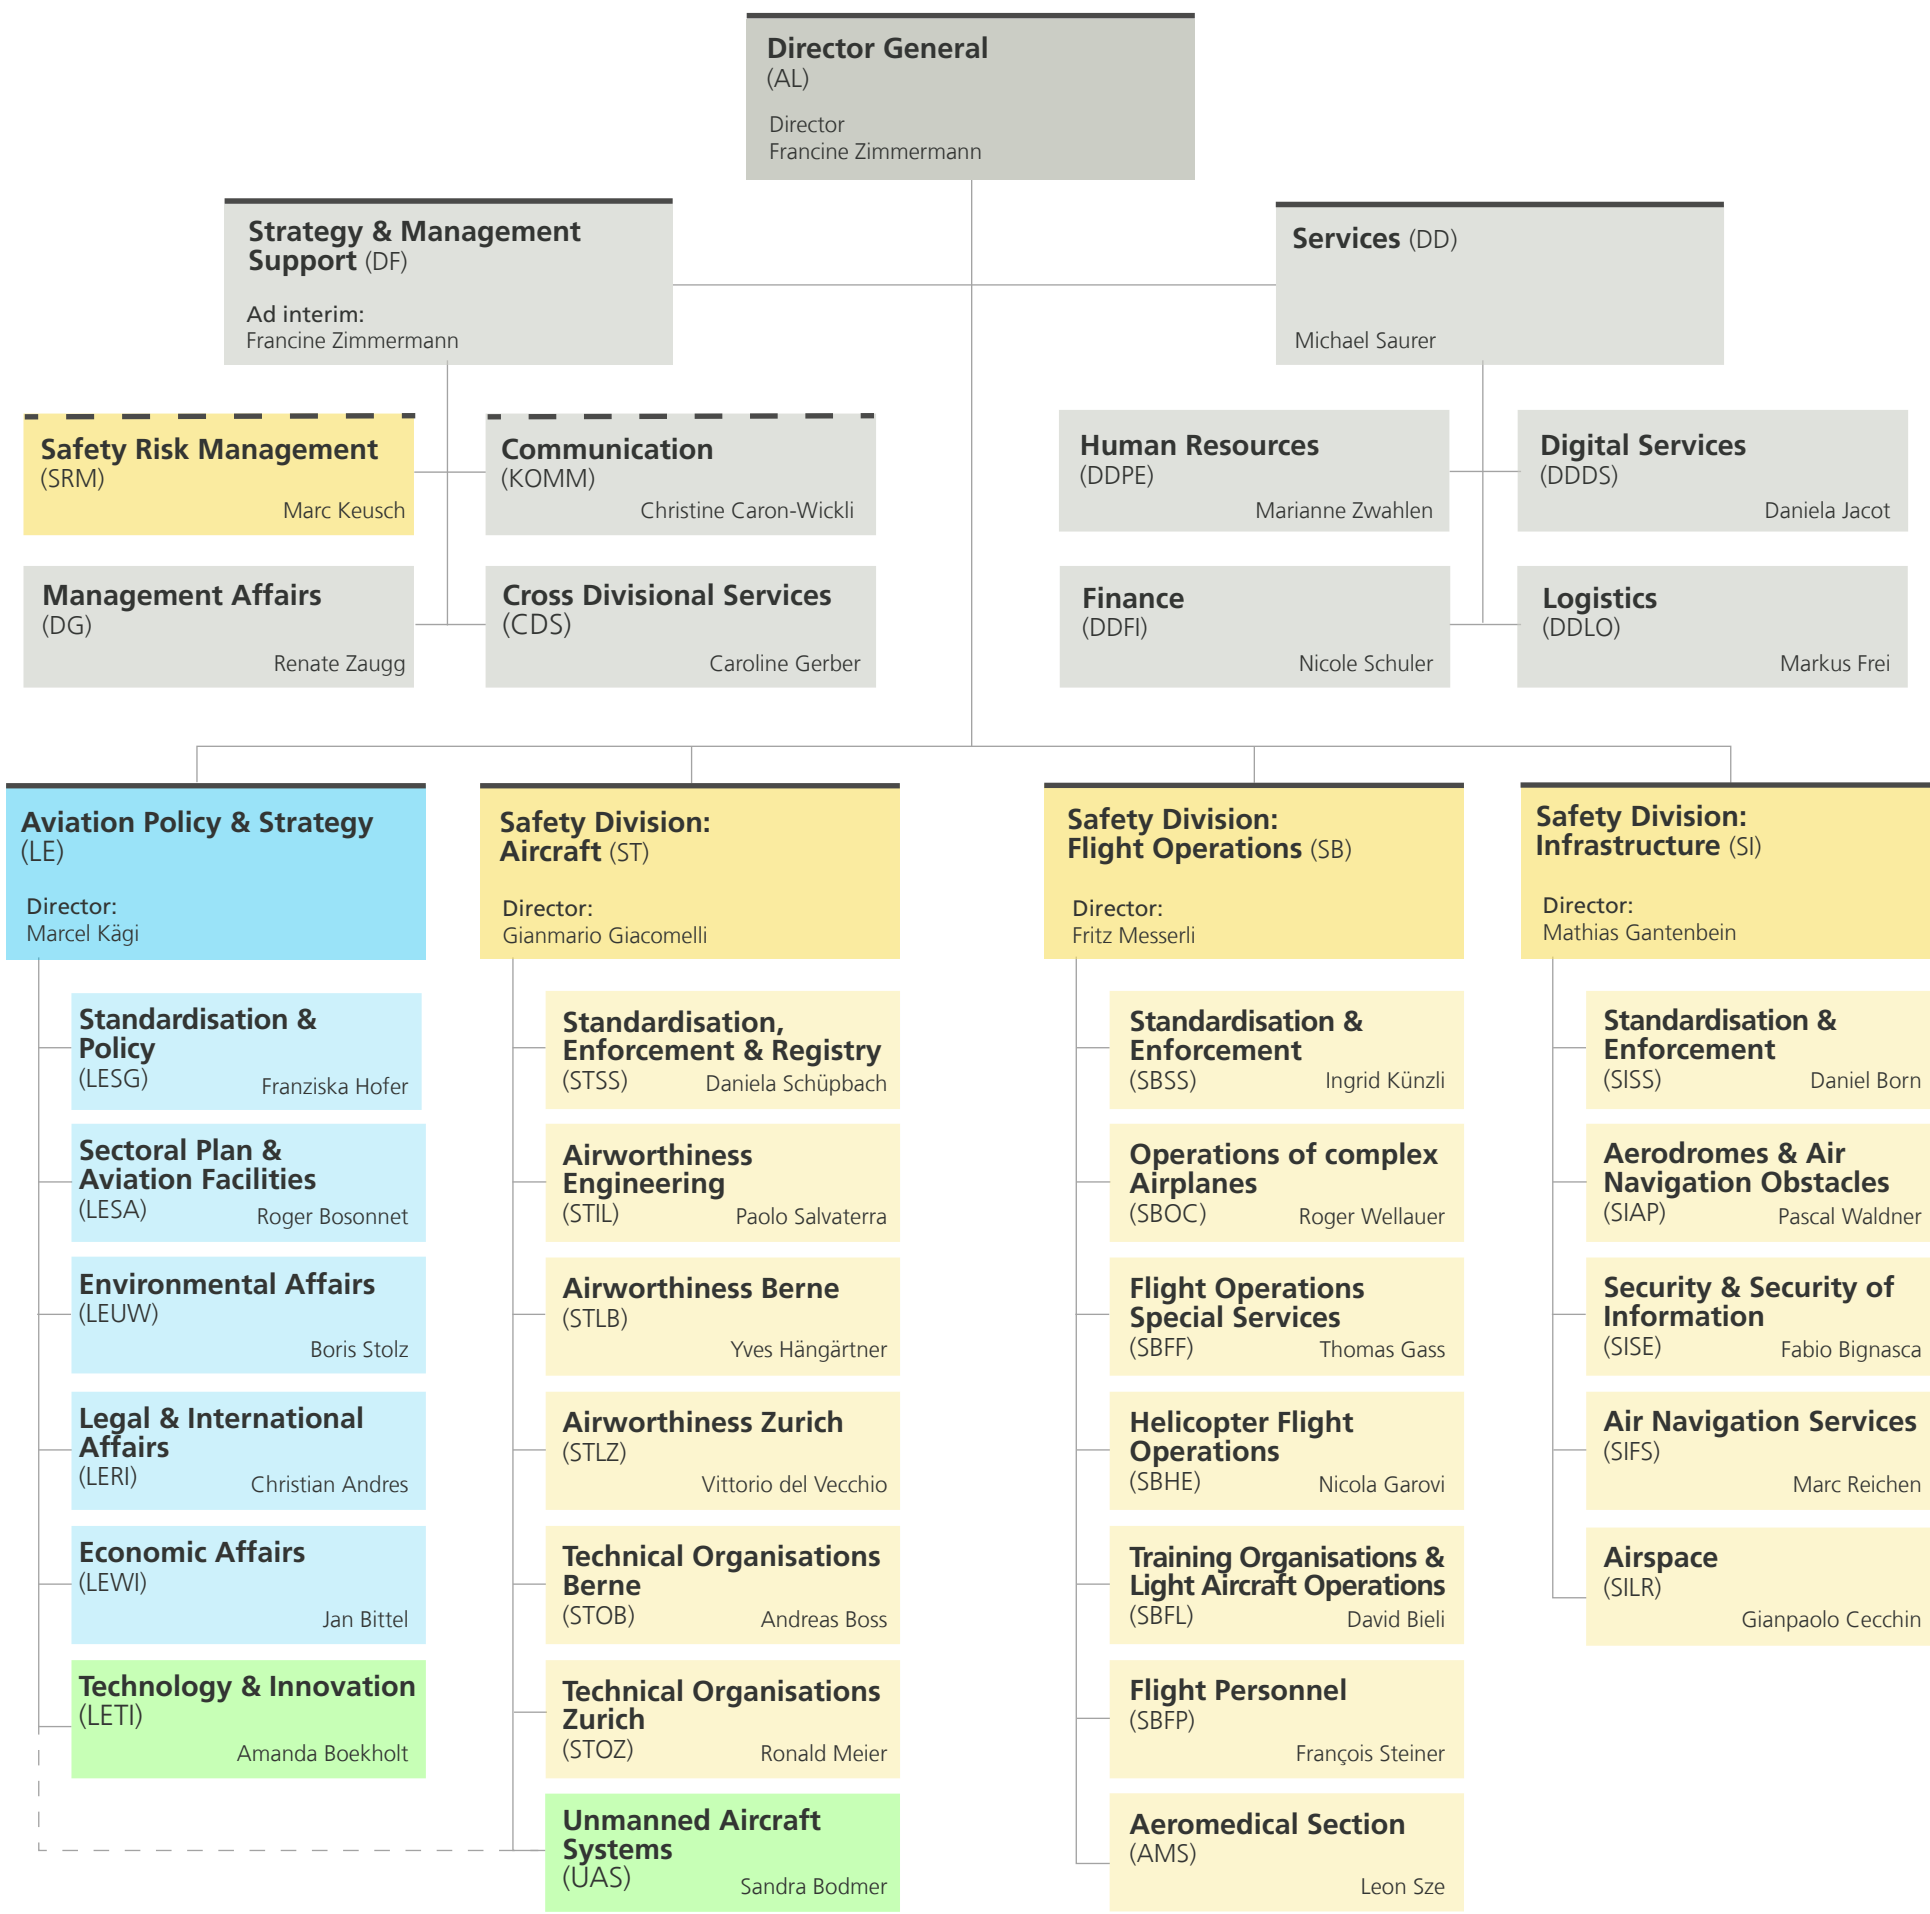 Director General
(AL)
Director
Francine Zimmermann
Strategy & Management
Support (DF)
Ad interim:
Francine Zimmermann
Services (DD)
Michael Saurer
Safety Risk Management
(SRM)
Marc Keusch
Communication
(KOMM)
Christine Caron-Wickli
Human Resources
(DDPE)
Marianne Zwahlen
Digital Services
(DDDS)
Daniela Jacot
Management Affairs
(DG)
Renate Zaugg
Cross Divisional Services
(CDS)
Caroline Gerber
Finance
(DDFI)
Nicole Schuler
Logistics
(DDLO)
Markus Frei
Aviation Policy & Strategy
(LE)
Director:
Marcel Kägi
Standardisation &
Policy
(LESG) Franziska Hofer
Sectoral Plan &
Aviation Facilities
(LESA) Roger Bosonnet
Environmental Affairs
(LEUW)
Boris Stolz
Legal & International
Affairs
(LERI) Christian Andres
Economic Affairs
(LEWI)
Jan Bittel
Technology & Innovation
(LETI)
Amanda Boekholt
Safety Division:
Aircraft (ST)
Director:
Gianmario Giacomelli
Standardisation,
Enforcement & Registry
(STSS) Daniela Schüpbach
Airworthiness
Engineering
(STIL) Paolo Salvaterra
Airworthiness Berne
(STLB)
Yves Hängärtner
Airworthiness Zurich
(STLZ)
Vittorio del Vecchio
Technical Organisations
Berne
(STOB) Andreas Boss
Technical Organisations
Zurich
(STOZ) Ronald Meier
Unmanned Aircraft
Systems
(UAS) Sandra Bodmer
Safety Division:
Flight Operations (SB)
Director:
Fritz Messerli
Standardisation &
Enforcement
(SBSS) Ingrid Künzli
Operations of complex
Airplanes
(SBOC) Roger Wellauer
Flight Operations
Special Services
(SBFF) Thomas Gass
Helicopter Flight
Operations
(SBHE) Nicola Garovi
Training Organisations &
Light Aircraft Operations
(SBFL) David Bieli
Flight Personnel
(SBFP)
François Steiner
Aeromedical Section
(AMS)
Leon Sze
Safety Division:
Infrastructure (SI)
Director:
Mathias Gantenbein
Standardisation &
Enforcement
(SISS) Daniel Born
Aerodromes & Air
Navigation Obstacles
(SIAP) Pascal Waldner
Security & Security of
Information
(SISE) Fabio Bignasca
Air Navigation Services
(SIFS)
Marc Reichen
Airspace
(SILR)
Gianpaolo Cecchin